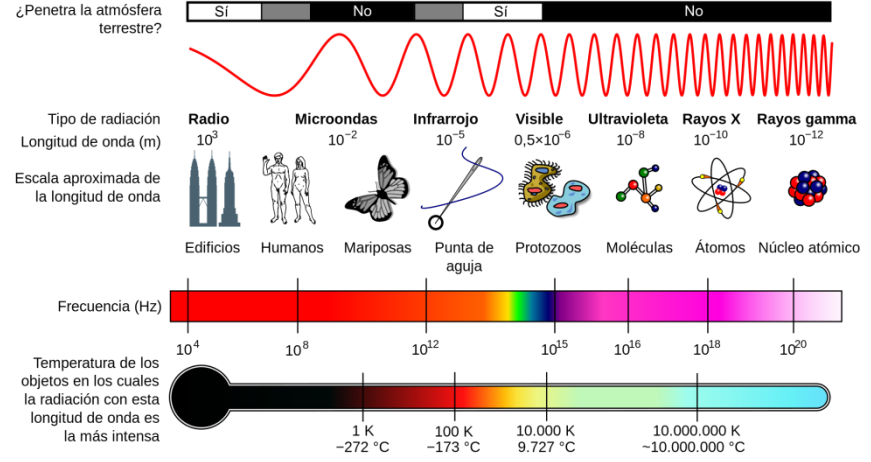 ¿Penetra la atmósfera
terrestre?
Sí No Sí No
Tipo de radiación Radio Microondas Infrarrojo Visible Ultravioleta Rayos X Rayos gamma
Longitud de onda (m) 10³ 10⁻² 10⁻⁵ 0,5×10⁻⁶ 10⁻⁸ 10⁻¹⁰ 10⁻¹²
Escala aproximada de
la longitud de onda
Edificios Humanos Mariposas Punta de
aguja Protozoos Moléculas Átomos Núcleo atómico
Frecuencia (Hz)
10⁴ 10⁸ 10¹² 10¹⁵ 10¹⁶ 10¹⁸ 10²⁰
Temperatura de los
objetos en los cuales
la radiación con esta
longitud de onda es
la más intensa
1 K 100 K 10.000 K 10.000.000 K
−272 °C −173 °C 9.727 °C ~10.000.000 °C